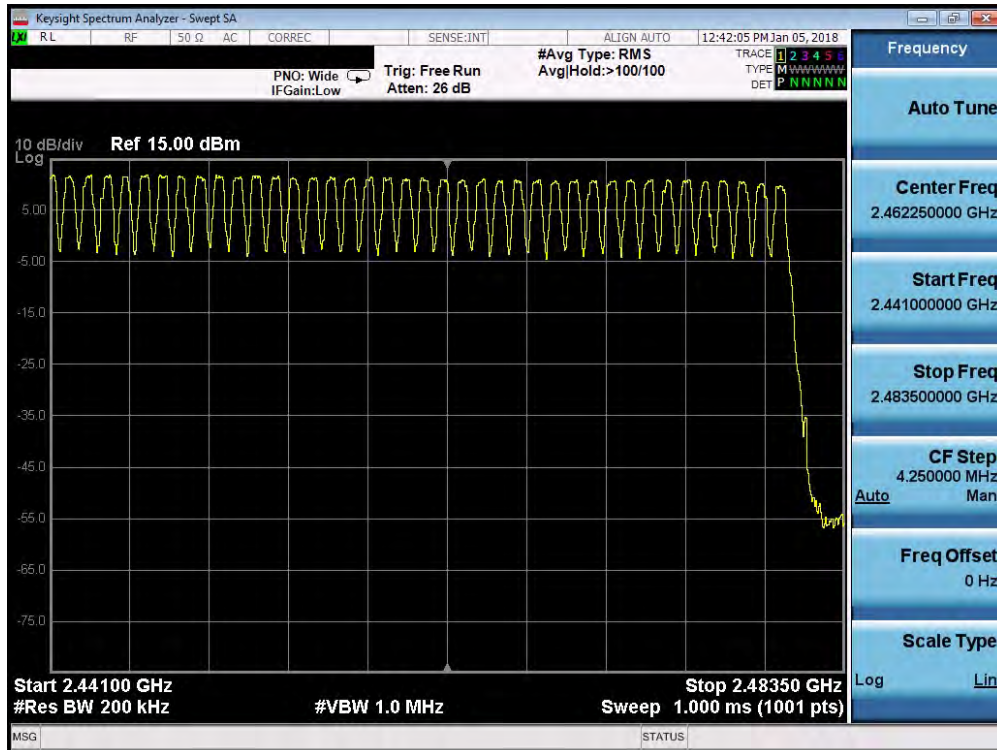 Keysight Spectrum Analyzer - Swept SA
LXI RL RF 50 Ω AC CORREC SENSE:INT ALIGN AUTO 12:42:05 PM Jan 05, 2018
PNO: Wide Trig: Free Run #Avg Type: RMS TRACE 1 2 3 4 5 6
IFGain:Low Atten: 26 dB Avg|Hold:>100/100 TYPE M WWWWW
DET P N N N N N
10 dB/div Ref 15.00 dBm
Log
5.00
-5.00
-15.0
-25.0
-35.0
-45.0
-55.0
-65.0
-75.0
Start 2.44100 GHz Stop 2.48350 GHz
#Res BW 200 kHz #VBW 1.0 MHz Sweep 1.000 ms (1001 pts)
MSG STATUS
Frequency
Auto Tune
Center Freq
2.462250000 GHz
Start Freq
2.441000000 GHz
Stop Freq
2.483500000 GHz
CF Step
4.250000 MHz
Auto Man
Freq Offset
0 Hz
Scale Type
Log Lin